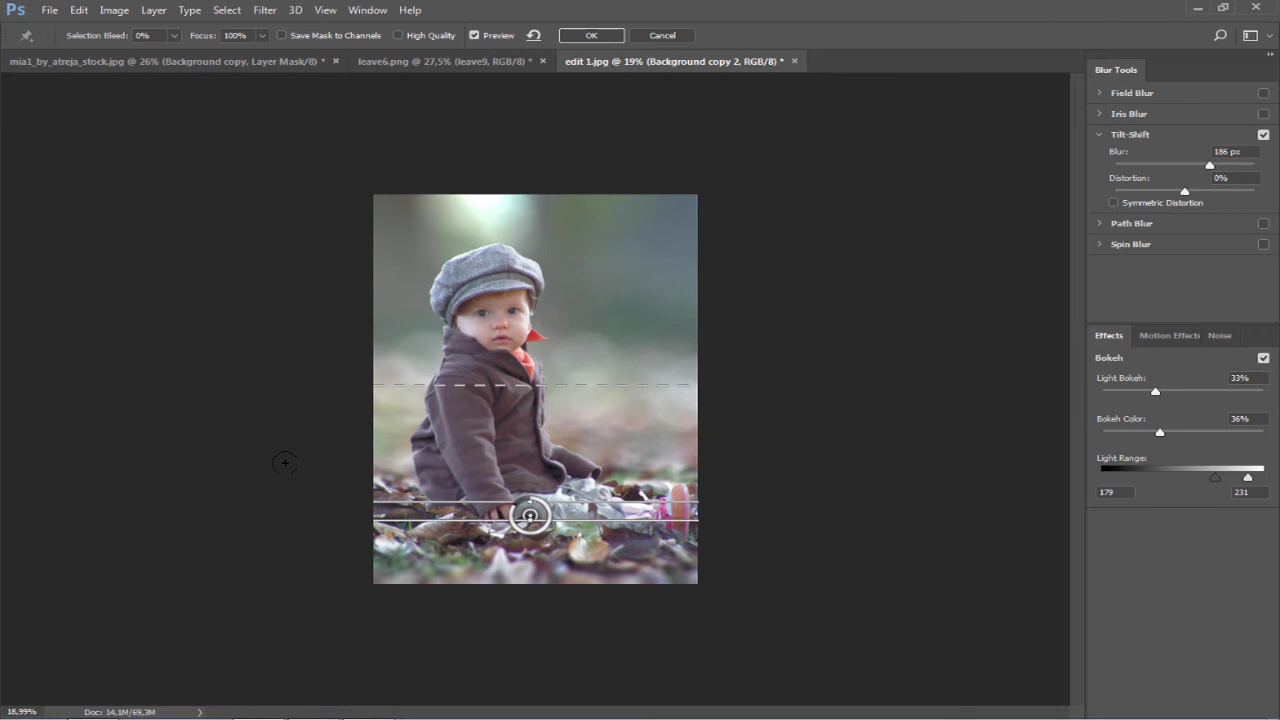 Ps File Edit Image Layer Type Select Filter 3D View Window Help
Selection Bleed: 0% Focus: 100% Save Mask to Channels High Quality Preview OK Cancel
mia1_by_atreja_stock.jpg @ 26% (Background copy, Layer Mask/8) * × leave6.png @ 27,5% (leave9, RGB/8) * × edit 1.jpg @ 19% (Background copy 2, RGB/8) * ×
Blur Tools
Field Blur
Iris Blur
Tilt-Shift
Blur: 186 px
Distortion: 0%
Symmetric Distortion
Path Blur
Spin Blur
Effects Motion Effects Noise
Bokeh
Light Bokeh: 33%
Bokeh Color: 36%
Light Range:
179 231
18.99% Doc: 14,1M/69,3M